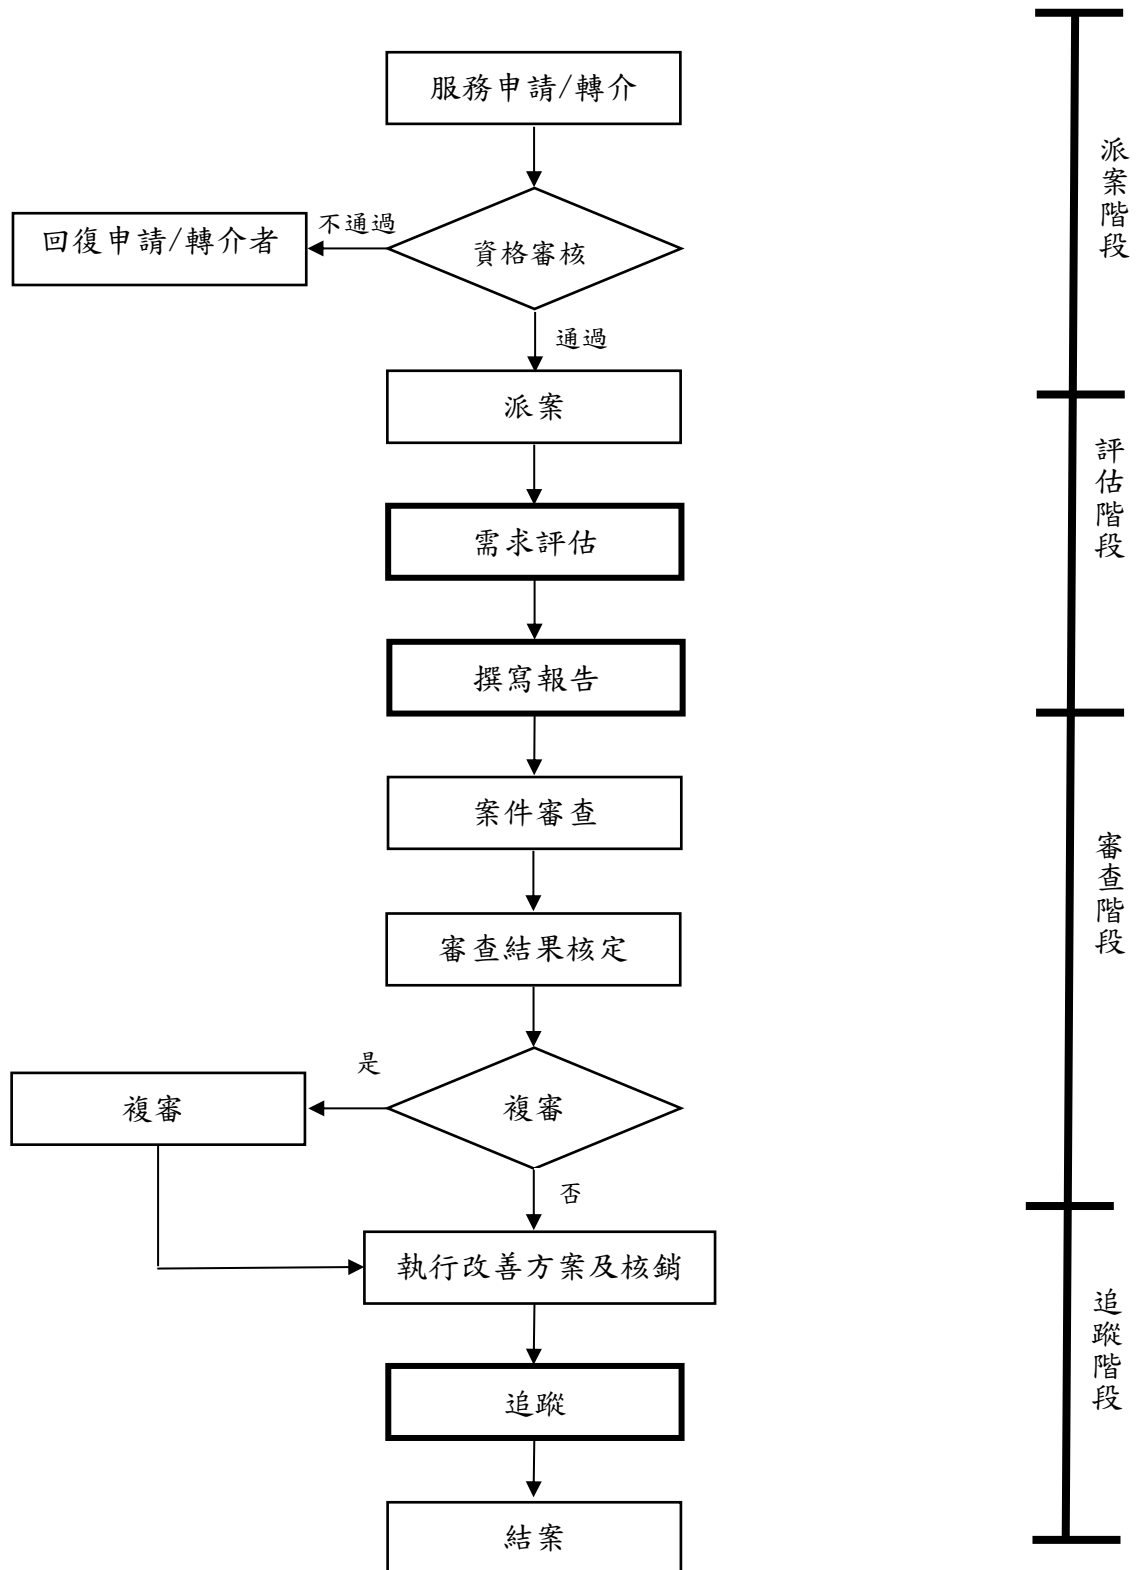 服務申請/轉介
不通過
回復申請/轉介者
資格審核
通過
派案
需求評估
撰寫報告
案件審查
審查結果核定
是
複審
複審
否
執行改善方案及核銷
追蹤
結案
派案階段
評估階段
審查階段
追蹤階段